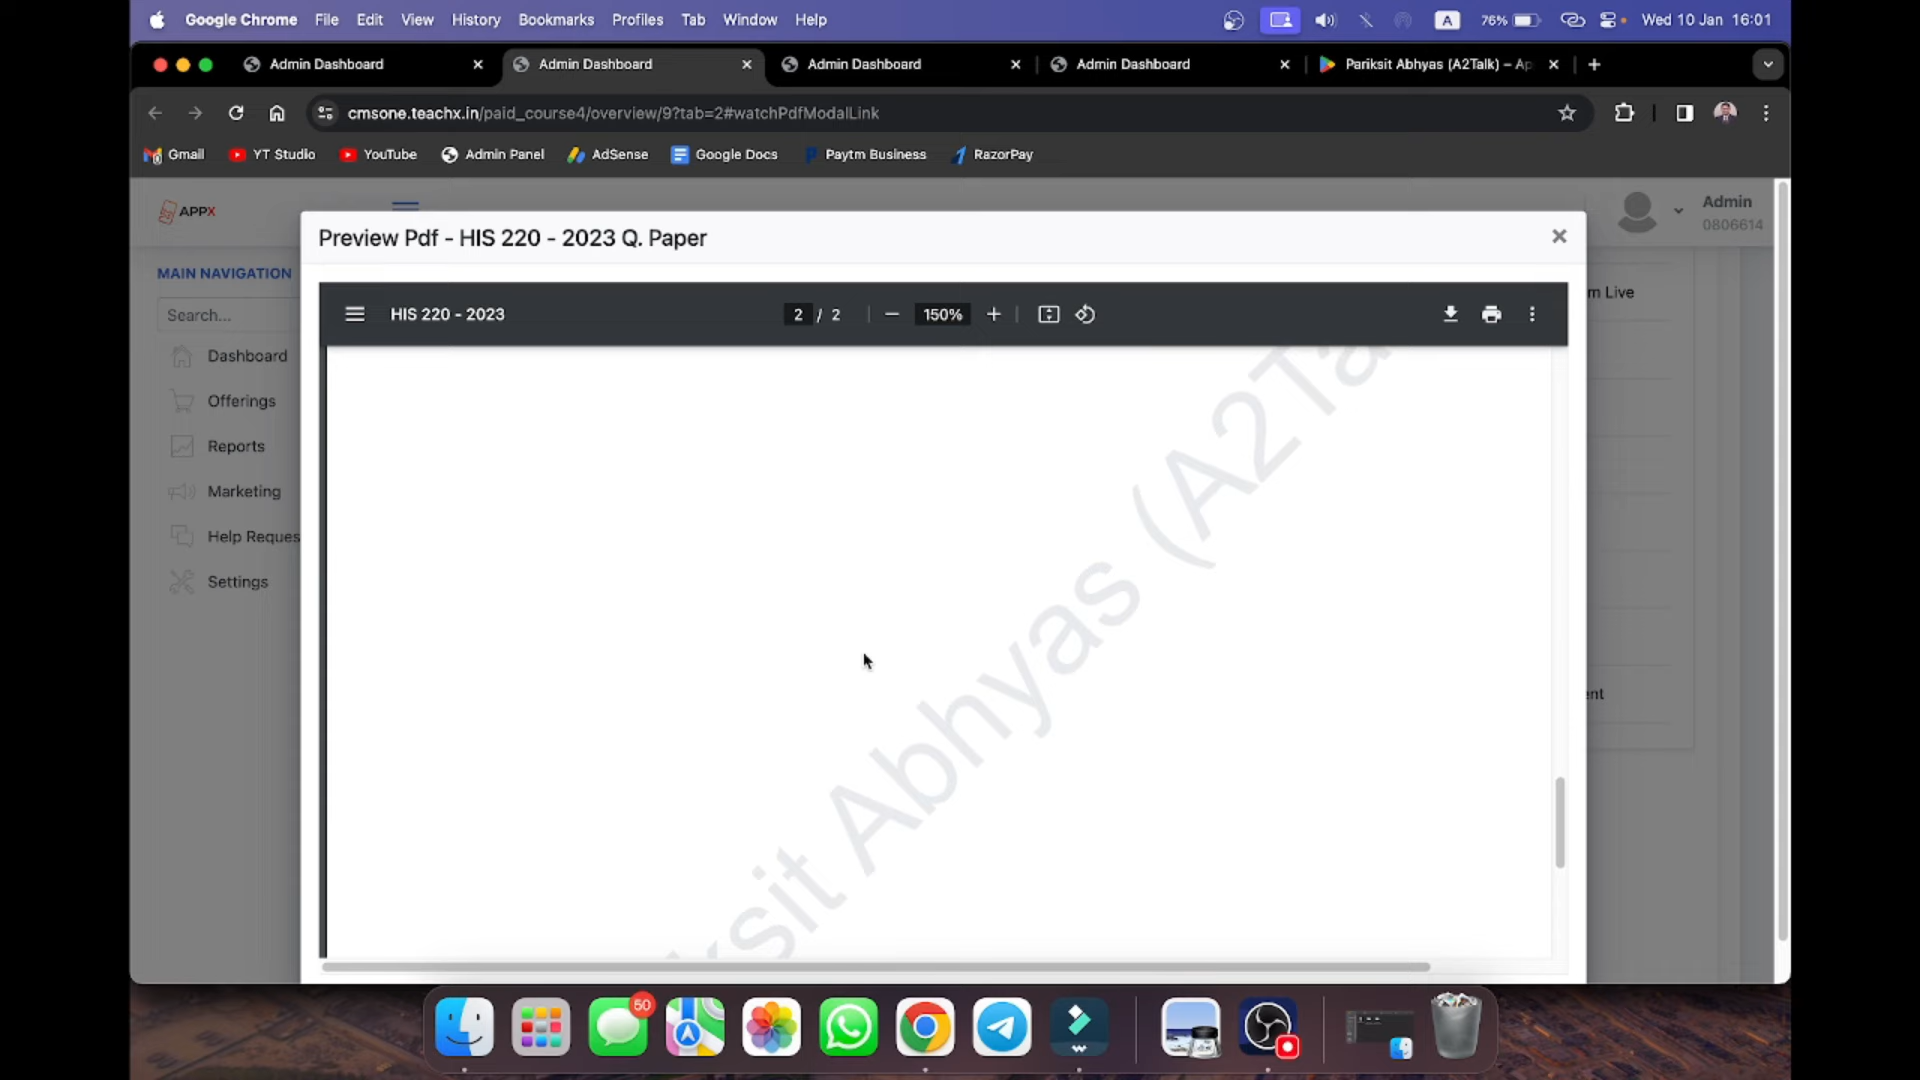 Google Chrome File Edit View History Bookmarks Profiles Tab Window Help A 76% Wed 10 Jan 16:01
Admin Dashboard Admin Dashboard Admin Dashboard Admin Dashboard Pariksit Abhyas (A2Talk) – Ap
cmsone.teachx.in/paid_course4/overview/9?tab=2#watchPdfModalLink
Gmail YT Studio YouTube Admin Panel AdSense Google Docs Paytm Business RazorPay
APPX
Admin
0806614
Preview Pdf - HIS 220 - 2023 Q. Paper
MAIN NAVIGATION
Search...
m Live
HIS 220 - 2023 2 / 2 150%
Dashboard
Offerings
Reports
Marketing
Help Reques
Settings
ent
ksit Abhyas (A2Ta
50